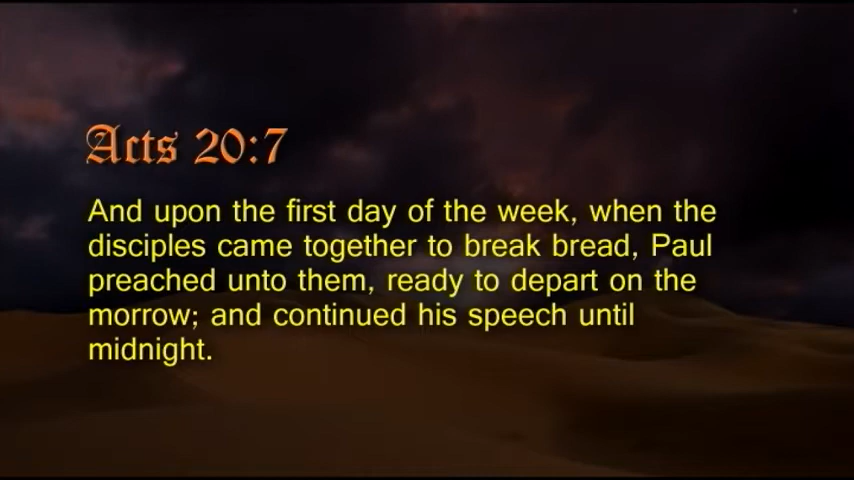 Acts 20:7
And upon the first day of the week, when the
disciples came together to break bread, Paul
preached unto them, ready to depart on the
morrow; and continued his speech until
midnight.